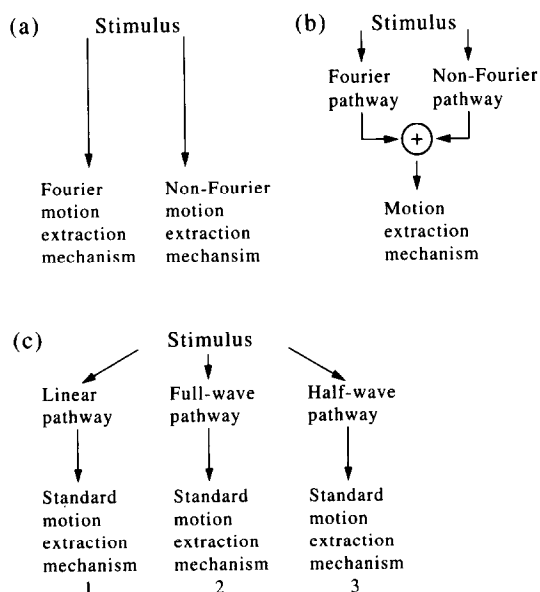 (a)
Stimulus
Fourier
motion
extraction
mechanism
Non-Fourier
motion
extraction
mechansim
(b)
Stimulus
Fourier
pathway
Non-Fourier
pathway
+
Motion
extraction
mechanism
(c)
Stimulus
Linear
pathway
Full-wave
pathway
Half-wave
pathway
Standard
motion
extraction
mechanism
1
Standard
motion
extraction
mechanism
2
Standard
motion
extraction
mechanism
3